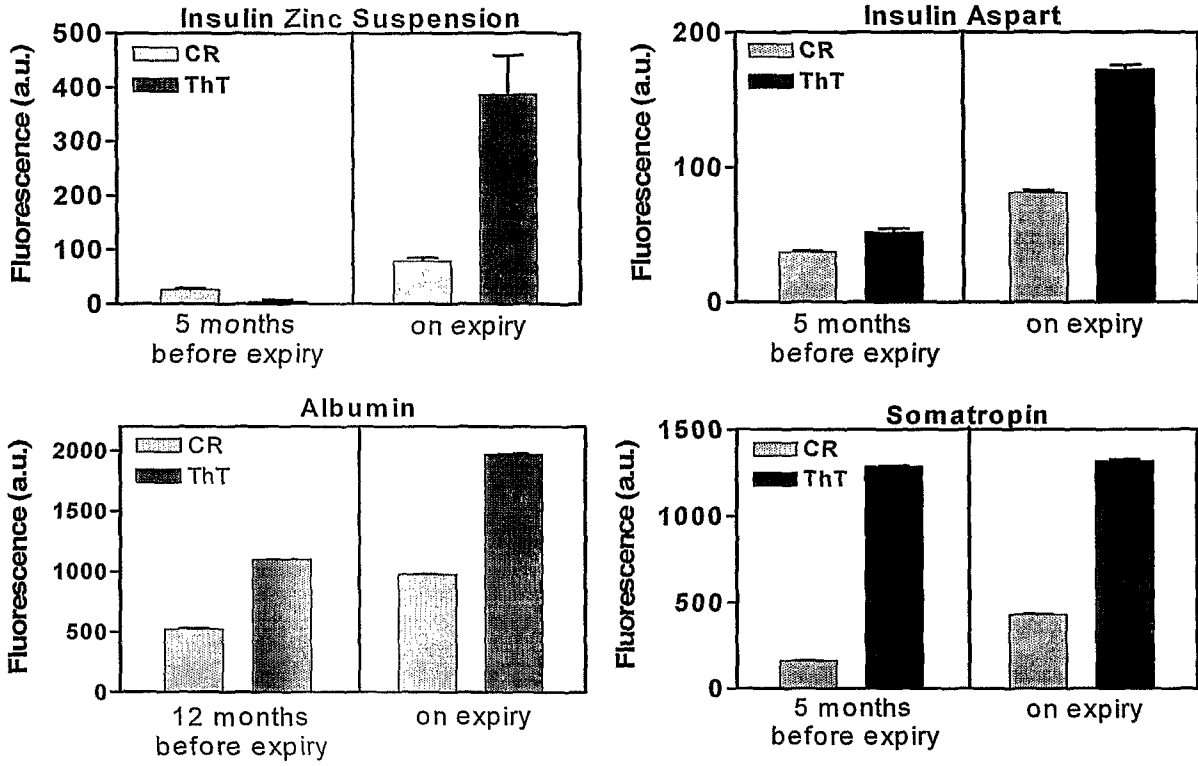 Insulin Zinc Suspension
Fluorescence (a.u.)
500
400
300
200
100
0
CR
ThT
5 months
before expiry
on expiry
Insulin Aspart
Fluorescence (a.u.)
200
100
0
CR
ThT
5 months
before expiry
on expiry
Albumin
Fluorescence (a.u.)
2000
1500
1000
500
0
CR
ThT
12 months
before expiry
on expiry
Somatropin
Fluorescence (a.u.)
1500
1000
500
0
CR
ThT
5 months
before expiry
on expiry